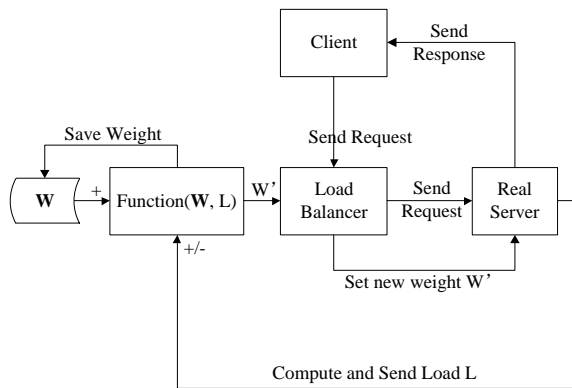 Send
Response
Client
Save Weight
Send Request
W
+
Function(W, L)
W’
Load
Balancer
Send
Request
Real
Server
+/-
Set new weight W’
Compute and Send Load L